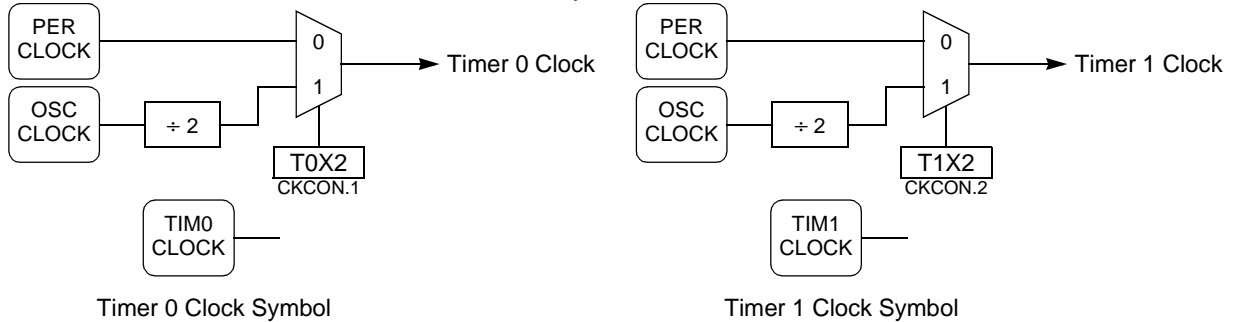 PER
CLOCK
0
Timer 0 Clock
1
OSC
CLOCK
÷ 2
T0X2
CKCON.1
TIM0
CLOCK
Timer 0 Clock Symbol
PER
CLOCK
0
Timer 1 Clock
1
OSC
CLOCK
÷ 2
T1X2
CKCON.2
TIM1
CLOCK
Timer 1 Clock Symbol